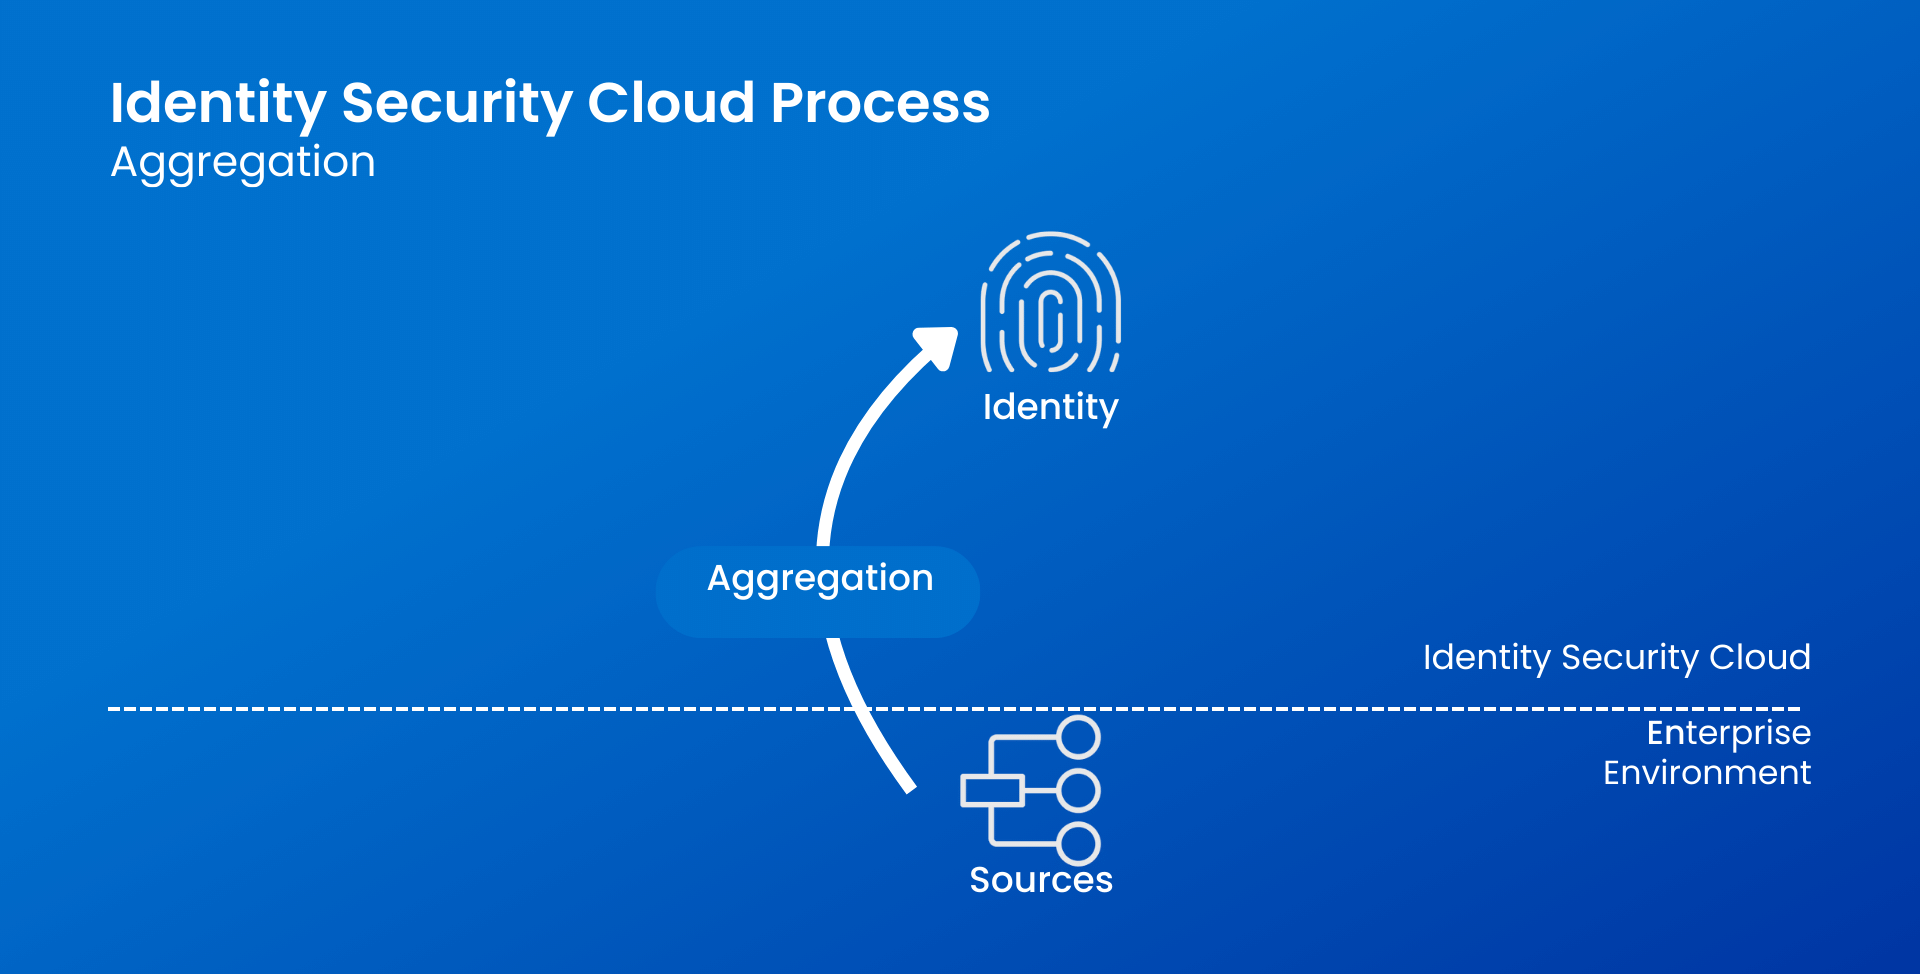 Identity Security Cloud Process
Aggregation
Identity
Aggregation
Identity Security Cloud
Enterprise
Environment
Sources